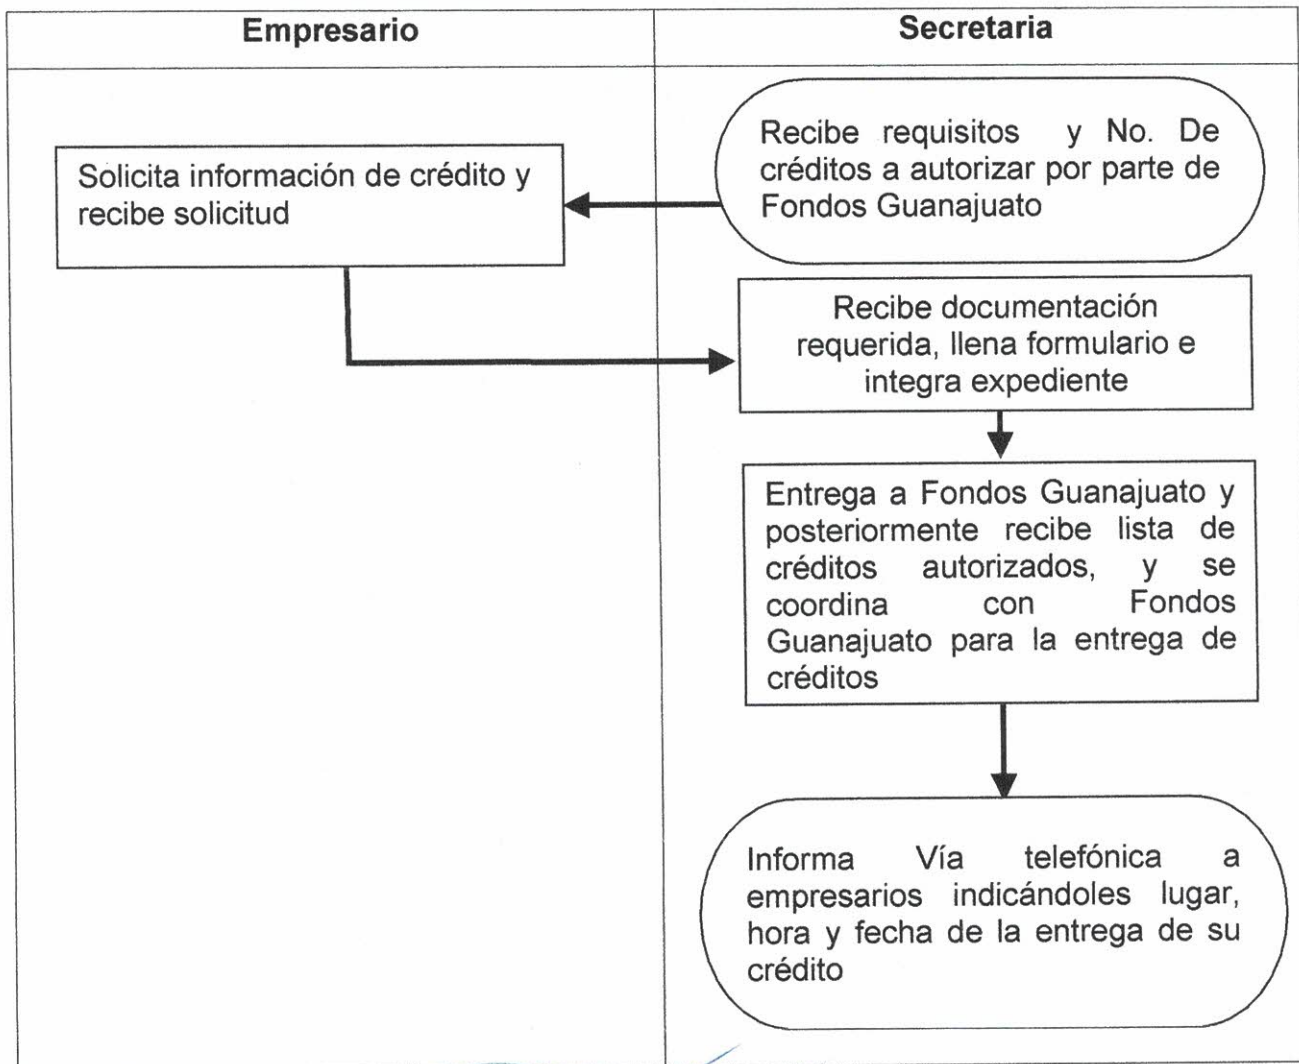 Empresario
Secretaria
Recibe requisitos y No. De
créditos a autorizar por parte de
Fondos Guanajuato
Solicita información de crédito y
recibe solicitud
Recibe documentación
requerida, llena formulario e
integra expediente
Entrega a Fondos Guanajuato y
posteriormente recibe lista de
créditos autorizados, y se
coordina con Fondos
Guanajuato para la entrega de
créditos
Informa Vía telefónica a
empresarios indicándoles lugar,
hora y fecha de la entrega de su
crédito